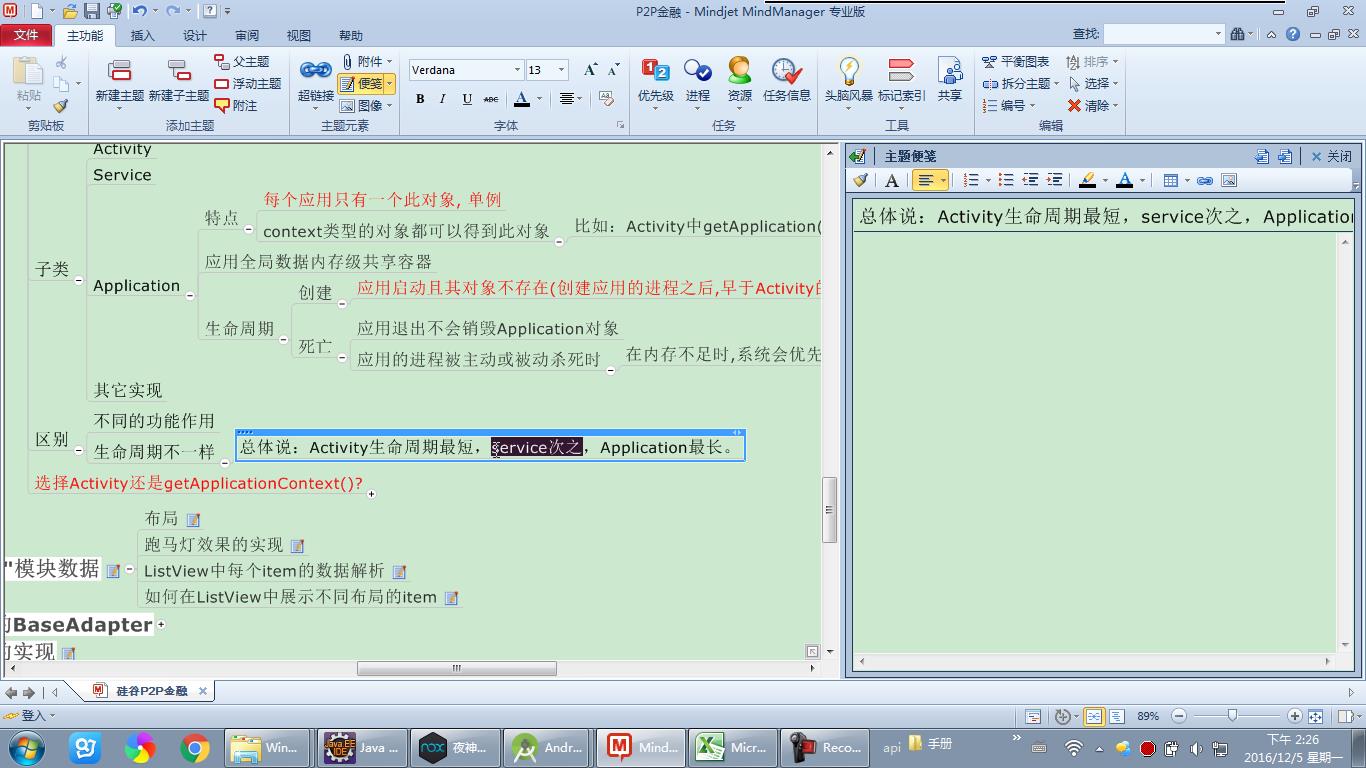 P2P金融 - Mindjet MindManager 专业版
文件 主功能 插入 设计 审阅 视图 帮助 查找:
粘贴 新建主题 新建子主题 父主题 浮动主题 附注 超链接 附件 便笺 图像
Verdana 13
B I U ABC A
优先级 进程 资源 任务信息 头脑风暴 标记索引 共享 平衡图表 拆分主题 编号 排序 选择 清除
剪贴板 添加主题 主题元素 字体 任务 工具 编辑
Activity
Service
特点
每个应用只有一个此对象, 单例
context类型的对象都可以得到此对象
比如：Activity中getApplication(
子类
Application
应用全局数据内存级共享容器
生命周期
创建
应用启动且其对象不存在(创建应用的进程之后,早于Activity的
死亡
应用退出不会销毁Application对象
应用的进程被主动或被动杀死时
在内存不足时,系统会优先
其它实现
区别
不同的功能作用
生命周期不一样
总体说：Activity生命周期最短，service次之，Application最长。
选择Activity还是getApplicationContext()?
"模块数据
布局
跑马灯效果的实现
ListView中每个item的数据解析
如何在ListView中展示不同布局的item
的BaseAdapter
的实现
主题便笺 关闭
总体说：Activity生命周期最短，service次之，Application
硅谷P2P金融
登入
89%
Win...
Java ...
夜神...
Andr...
Mind...
Micr...
Reco...
api
手册
下午 2:26
2016/12/5 星期一